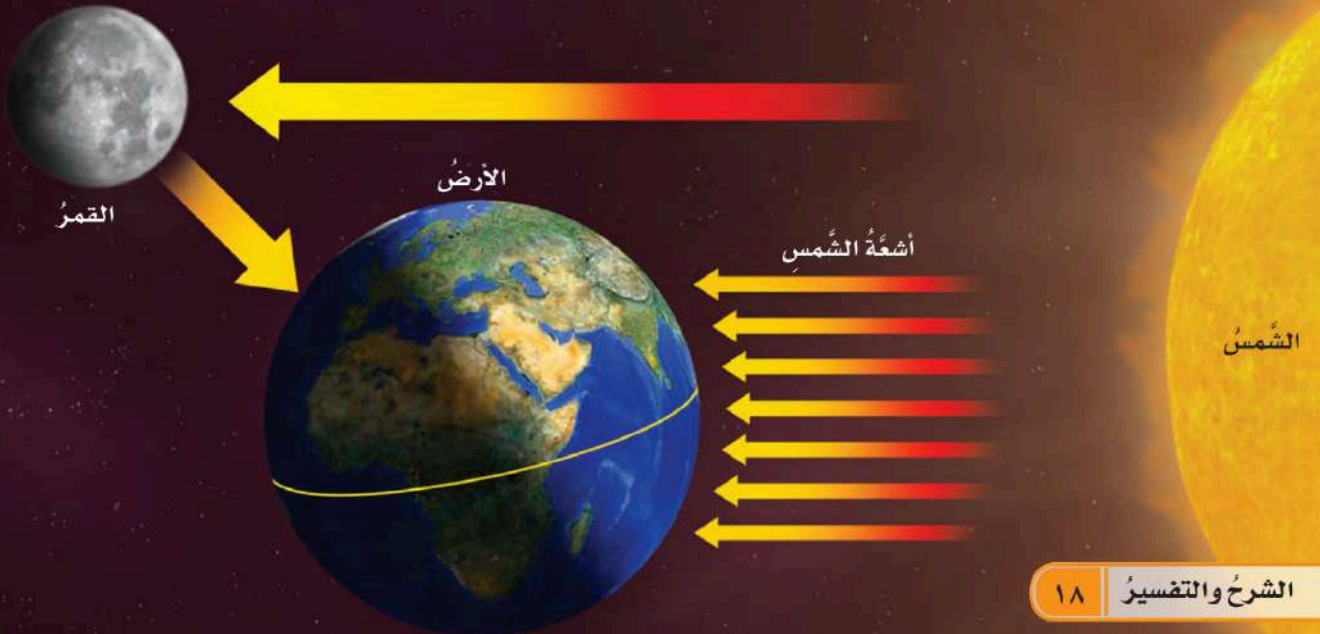 الأرضُ
القمرُ
أشعَّةُ الشَّمسِ
الشَّمسُ
الشرحُ والتفسيرُ ١٨